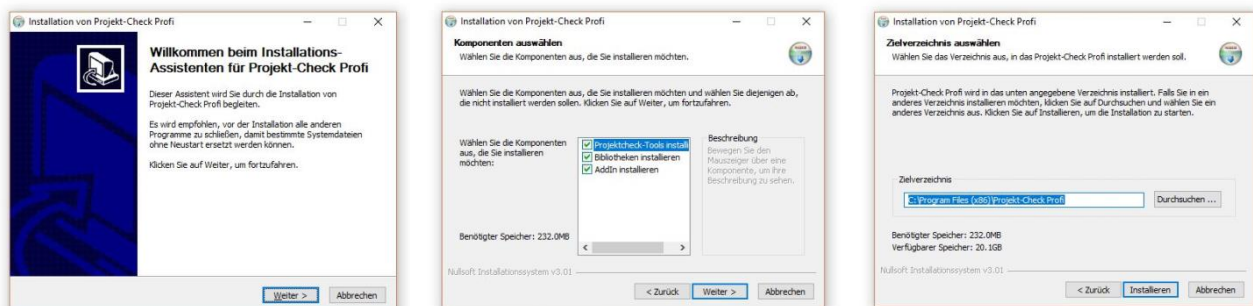 Installation von Projekt-Check Profi
Willkommen beim Installations-
Assistenten für Projekt-Check Profi
Dieser Assistent wird Sie durch die Installation von
Projekt-Check Profi begleiten.
Es wird empfohlen, vor der Installation alle anderen
Programme zu schließen, damit bestimmte Systemdateien
ohne Neustart ersetzt werden können.
Klicken Sie auf Weiter, um fortzufahren.
Weiter >
Abbrechen
Installation von Projekt-Check Profi
Komponenten auswählen
Wählen Sie die Komponenten aus, die Sie installieren möchten.
Wählen Sie die Komponenten aus, die Sie installieren möchten und wählen Sie diejenigen ab,
die nicht installiert werden sollen. Klicken Sie auf Weiter, um fortzufahren.
Wählen Sie die Komponenten
aus, die Sie installieren
möchten:
Projektcheck-Tools install
Bibliotheken installieren
AddIn installieren
Beschreibung
Bewegen Sie den
Mauszeiger über eine
Komponente, um ihre
Beschreibung zu sehen.
Benötigter Speicher: 232.0MB
Nullsoft Installationssystem v3.01
< Zurück
Weiter >
Abbrechen
Installation von Projekt-Check Profi
Zielverzeichnis auswählen
Wählen Sie das Verzeichnis aus, in das Projekt-Check Profi installiert werden soll.
Projekt-Check Profi wird in das unten angegebene Verzeichnis installiert. Falls Sie in ein
anderes Verzeichnis installieren möchten, klicken Sie auf Durchsuchen und wählen Sie ein
anderes Verzeichnis aus. Klicken Sie auf Installieren, um die Installation zu starten.
Zielverzeichnis
C:\Program Files (x86)\Projekt-Check Profi
Durchsuchen ...
Benötigter Speicher: 232.0MB
Verfügbarer Speicher: 20.1GB
Nullsoft Installationssystem v3.01
< Zurück
Installieren
Abbrechen